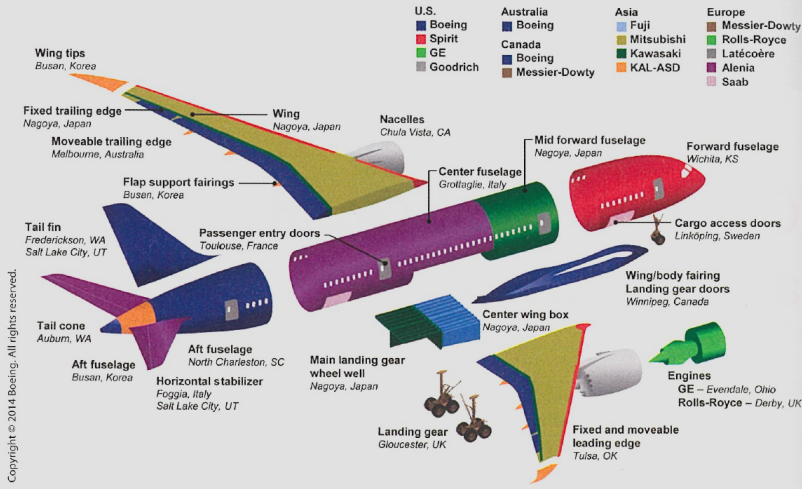 U.S.
Boeing
Spirit
GE
Goodrich
Australia
Boeing
Canada
Boeing
Messier-Dowty
Asia
Fuji
Mitsubishi
Kawasaki
KAL-ASD
Europe
Messier-Dowty
Rolls-Royce
Latécoère
Alenia
Saab
Wing tips
Busan, Korea
Fixed trailing edge
Nagoya, Japan
Moveable trailing edge
Melbourne, Australia
Wing
Nagoya, Japan
Nacelles
Chula Vista, CA
Flap support fairings
Busan, Korea
Mid forward fuselage
Nagoya, Japan
Forward fuselage
Wichita, KS
Center fuselage
Grottaglie, Italy
Cargo access doors
Linköping, Sweden
Tail fin
Frederickson, WA
Salt Lake City, UT
Passenger entry doors
Toulouse, France
Wing/body fairing
Landing gear doors
Winnipeg, Canada
Center wing box
Nagoya, Japan
Tail cone
Auburn, WA
Aft fuselage
Busan, Korea
Aft fuselage
North Charleston, SC
Horizontal stabilizer
Foggia, Italy
Salt Lake City, UT
Main landing gear
wheel well
Nagoya, Japan
Landing gear
Gloucester, UK
Engines
GE – Evendale, Ohio
Rolls-Royce – Derby, UK
Fixed and moveable
leading edge
Tulsa, OK
Copyright © 2014 Boeing. All rights reserved.